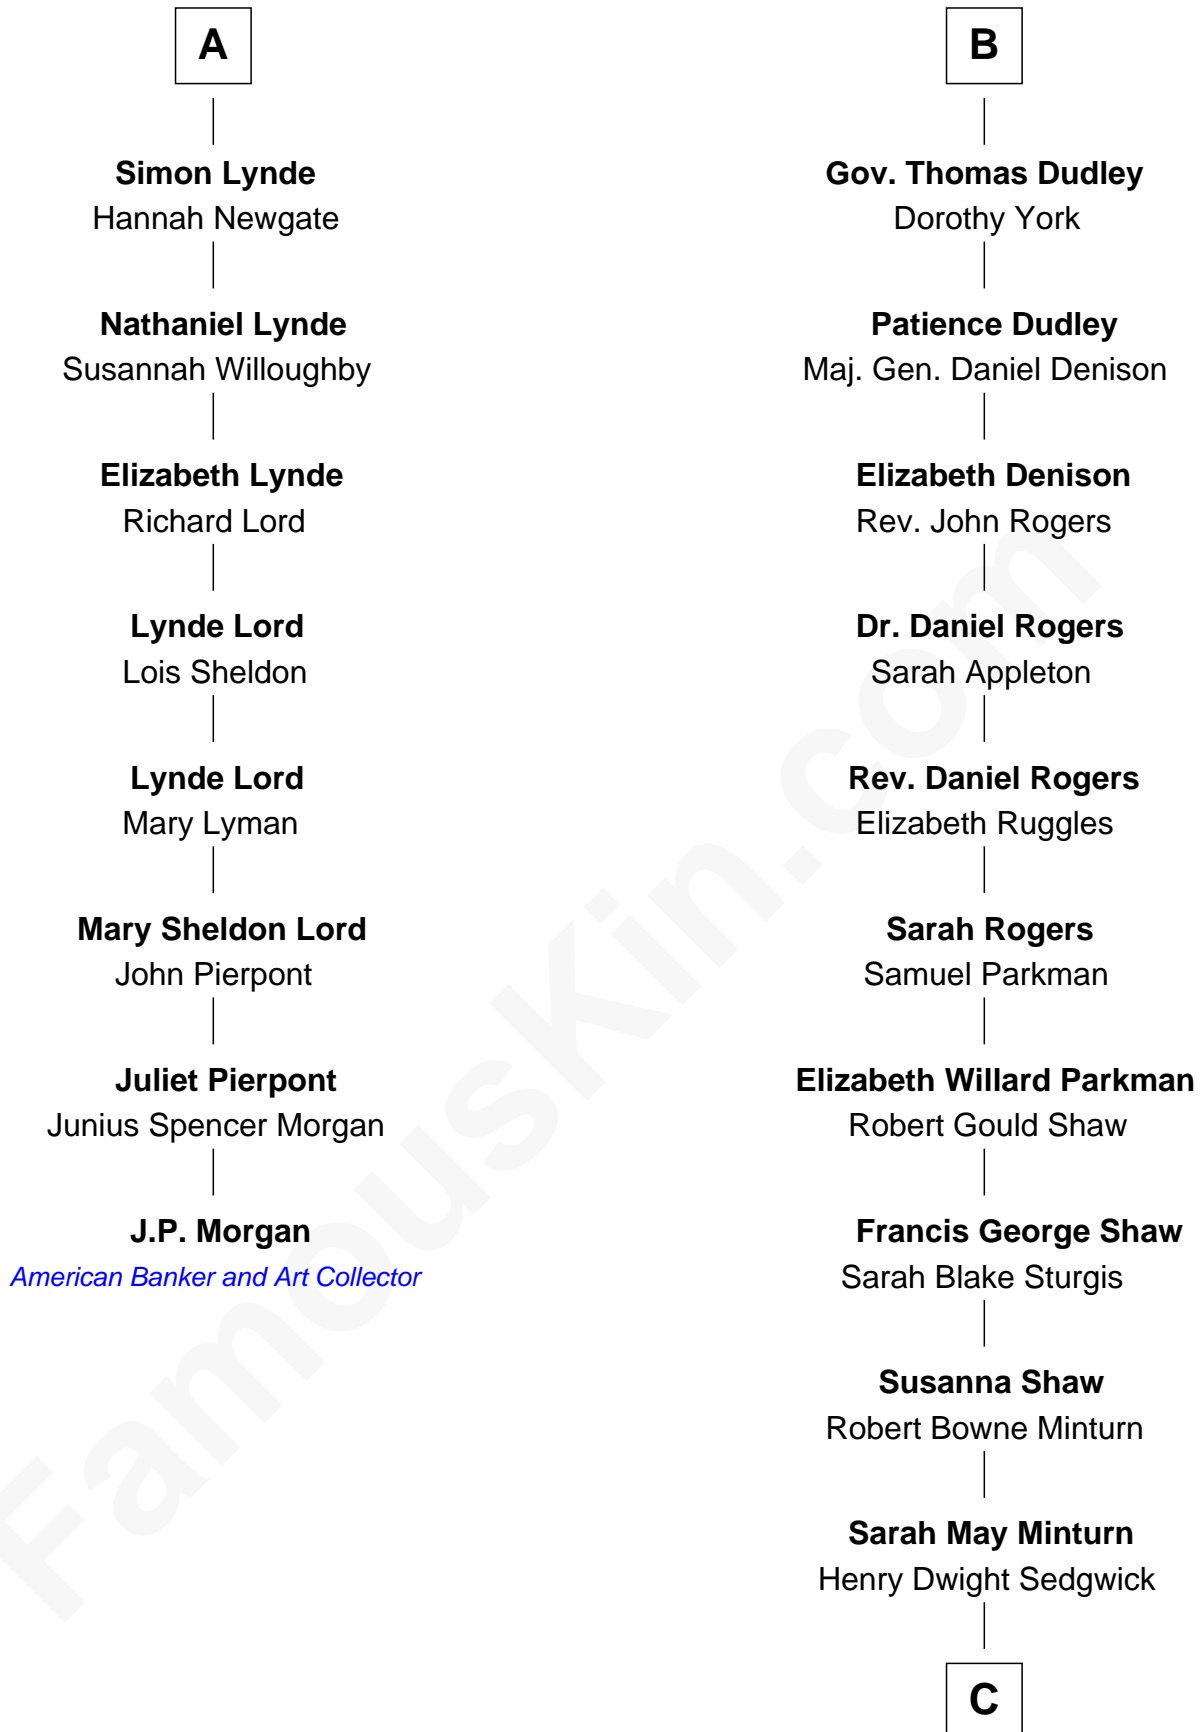 A
Simon Lynde
Hannah Newgate
Nathaniel Lynde
Susannah Willoughby
Elizabeth Lynde
Richard Lord
Lynde Lord
Lois Sheldon
Lynde Lord
Mary Lyman
Mary Sheldon Lord
John Pierpont
Juliet Pierpont
Junius Spencer Morgan
J.P. Morgan
American Banker and Art Collector
B
Gov. Thomas Dudley
Dorothy York
Patience Dudley
Maj. Gen. Daniel Denison
Elizabeth Denison
Rev. John Rogers
Dr. Daniel Rogers
Sarah Appleton
Rev. Daniel Rogers
Elizabeth Ruggles
Sarah Rogers
Samuel Parkman
Elizabeth Willard Parkman
Robert Gould Shaw
Francis George Shaw
Sarah Blake Sturgis
Susanna Shaw
Robert Bowne Minturn
Sarah May Minturn
Henry Dwight Sedgwick
C
FamousKin.com